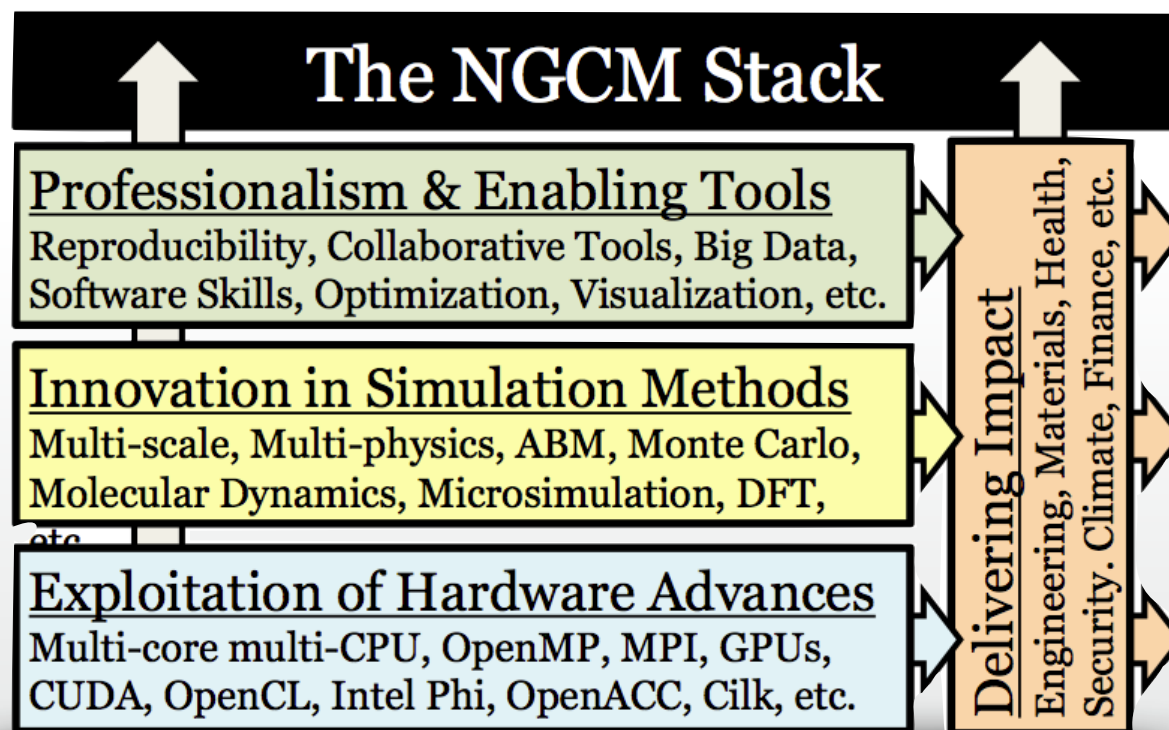 The NGCM Stack
Professionalism & Enabling Tools
Reproducibility, Collaborative Tools, Big Data,
Software Skills, Optimization, Visualization, etc.
Innovation in Simulation Methods
Multi-scale, Multi-physics, ABM, Monte Carlo,
Molecular Dynamics, Microsimulation, DFT,
etc
Exploitation of Hardware Advances
Multi-core multi-CPU, OpenMP, MPI, GPUs,
CUDA, OpenCL, Intel Phi, OpenACC, Cilk, etc.
Delivering Impact
Engineering, Materials, Health,
Security. Climate, Finance, etc.